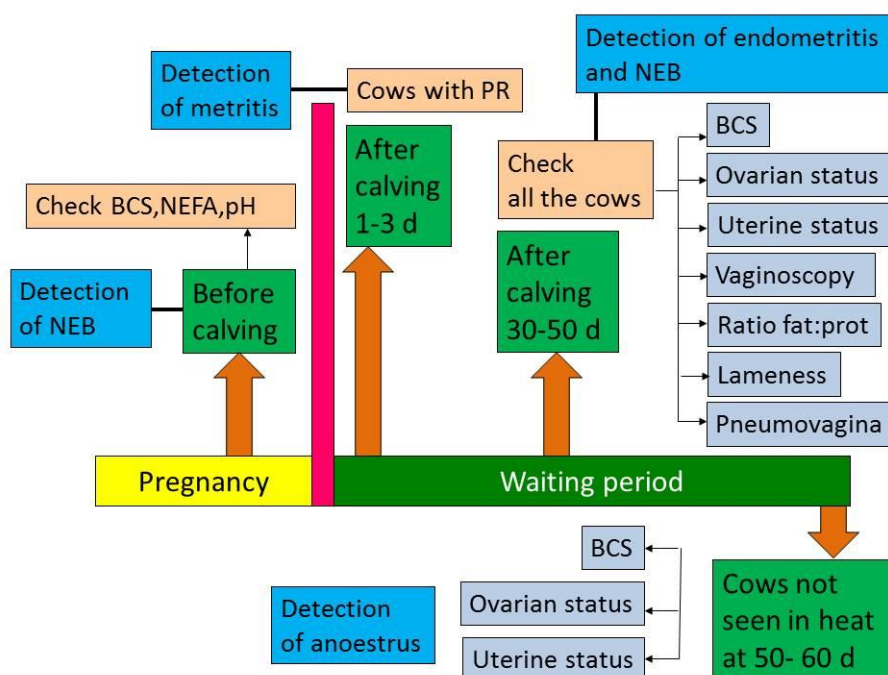 Detection of endometritis
and NEB
Detection
of metritis
Cows with PR
BCS
After
calving
1-3 d
Check
all the cows
Ovarian status
Check BCS,NEFA,pH
Uterine status
After
calving
30-50 d
Vaginoscopy
Detection
of NEB
Before
calving
Ratio fat:prot
Lameness
Pneumovagina
Pregnancy
Waiting period
BCS
Ovarian status
Uterine status
Detection
of anoestrus
Cows not
seen in heat
at 50- 60 d